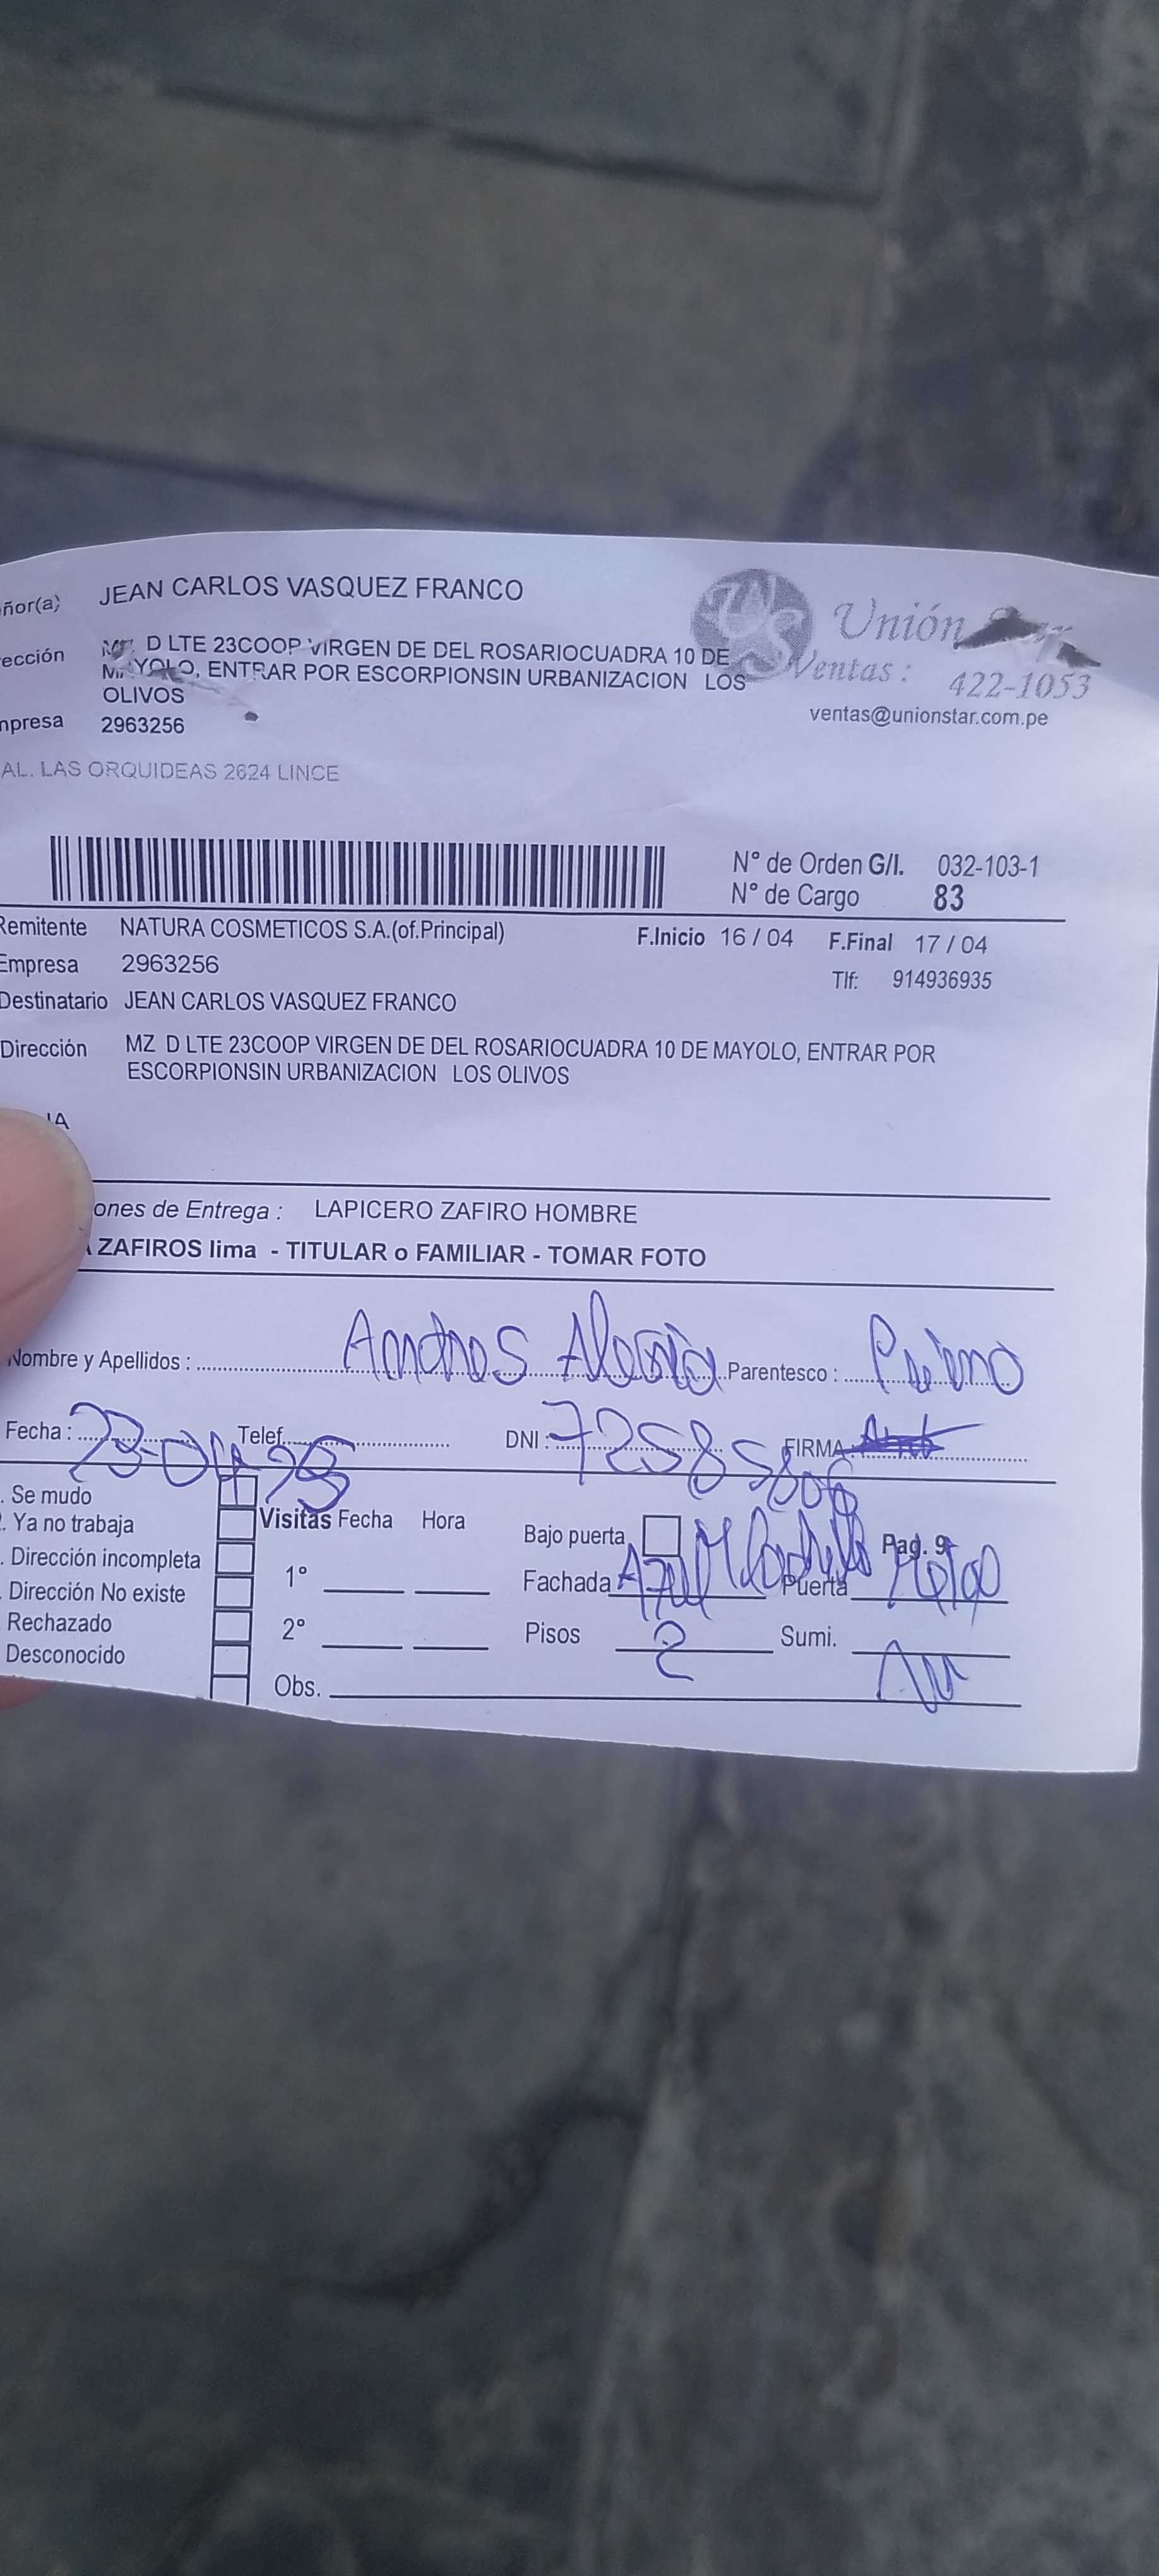 ñor(a) JEAN CARLOS VASQUEZ FRANCO
Unión
ección D LTE 23COOP VIRGEN DE DEL ROSARIOCUADRA 10 DE
YOLO, ENTRAR POR ESCORPIONSIN URBANIZACION LOS
OLIVOS
Ventas : 422-1053
mpresa 2963256
ventas@unionstar.com.pe
AL. LAS ORQUIDEAS 2624 LINCE
N° de Orden G/I. 032-103-1
N° de Cargo 83
Remitente NATURA COSMETICOS S.A.(of.Principal)
F.Inicio 16 / 04 F.Final 17 / 04
Empresa 2963256
Tlf: 914936935
Destinatario JEAN CARLOS VASQUEZ FRANCO
Dirección MZ D LTE 23COOP VIRGEN DE DEL ROSARIOCUADRA 10 DE MAYOLO, ENTRAR POR
ESCORPIONSIN URBANIZACION LOS OLIVOS
ones de Entrega : LAPICERO ZAFIRO HOMBRE
ZAFIROS lima - TITULAR o FAMILIAR - TOMAR FOTO
Nombre y Apellidos : Parentesco : Primo
Fecha : Telef. DNI : 72585806 FIRMA
. Se mudo
. Ya no trabaja
. Dirección incompleta
Dirección No existe
Rechazado
Desconocido
Visitas Fecha Hora
1°
2°
Obs.
Bajo puerta Pag. 9
Fachada Azul Puerta
Pisos 2 Sumi.